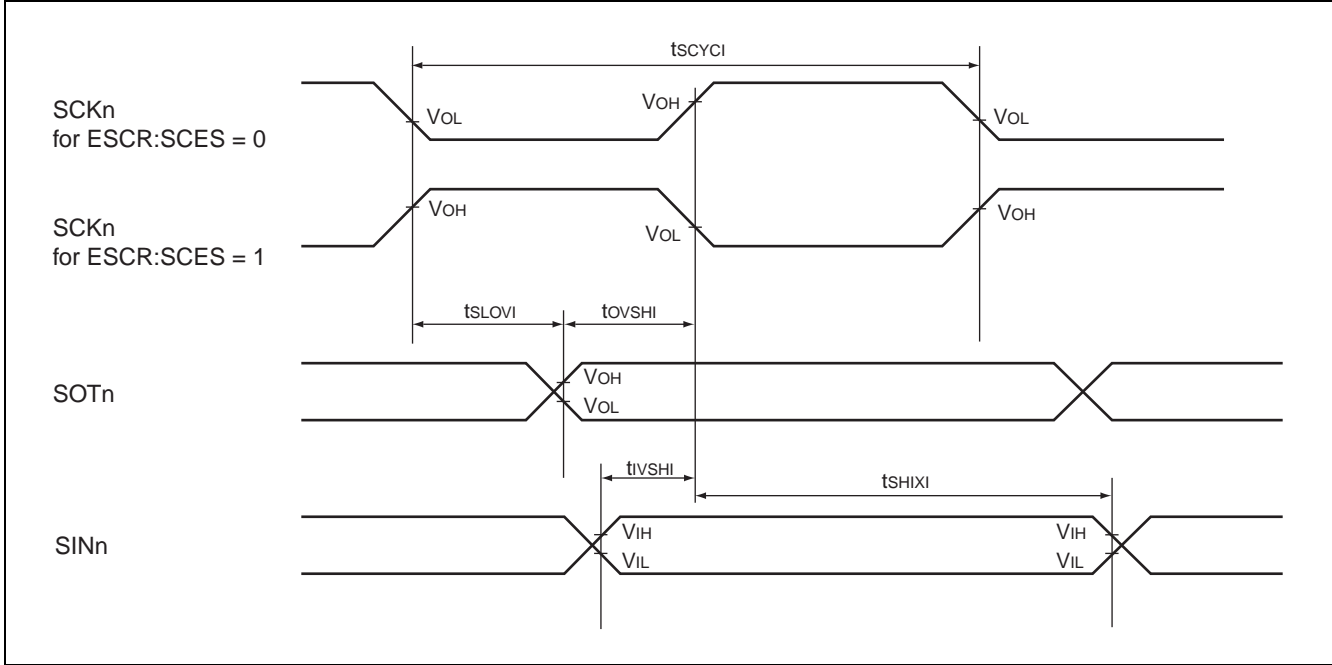 tSCYCI
SCKn
for ESCR:SCES = 0
VOL
VOH
VOL
SCKn
for ESCR:SCES = 1
VOH
VOL
VOH
tSLOVI
tOVSHI
SOTn
VOH
VOL
tIVSHI
tSHIXI
SINn
VIH
VIL
VIH
VIL